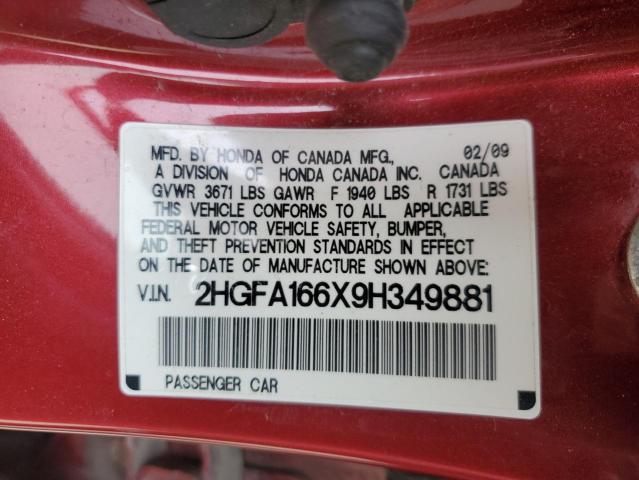 MFD. BY HONDA OF CANADA MFG., 02/09
A DIVISION OF HONDA CANADA INC. CANADA
GVWR 3671 LBS GAWR F 1940 LBS R 1731 LBS
THIS VEHICLE CONFORMS TO ALL APPLICABLE
FEDERAL MOTOR VEHICLE SAFETY, BUMPER,
AND THEFT PREVENTION STANDARDS IN EFFECT
ON THE DATE OF MANUFACTURE SHOWN ABOVE:
V.I.N. 2HGFA166X9H349881
PASSENGER CAR